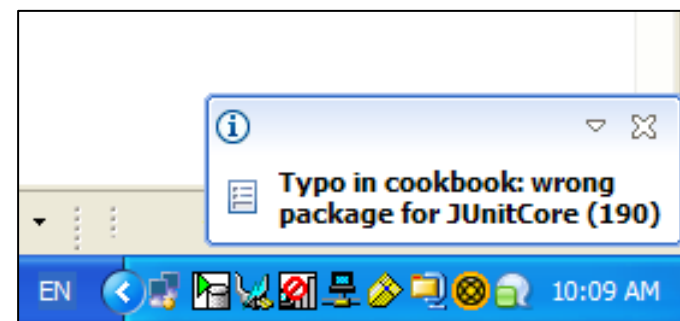 Typo in cookbook: wrong
package for JUnitCore (190)
EN
10:09 AM